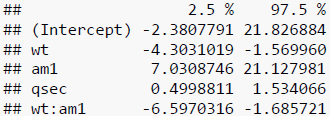 ##                  2.5 %    97.5 %
## (Intercept) -2.3807791 21.826884
## wt          -4.3031019 -1.569960
## am1          7.0308746 21.127981
## qsec         0.4998811  1.534066
## wt:am1      -6.5970316 -1.685721